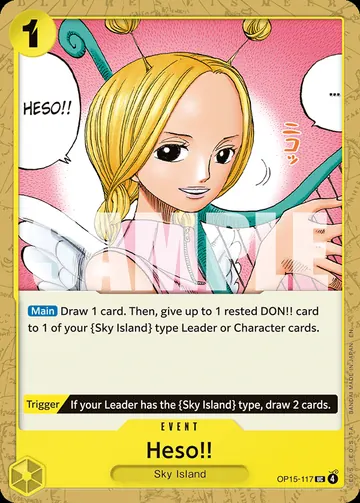 1
HESO!!
...
ニコッ
SAMPLE
Main Draw 1 card. Then, give up to 1 rested DON!! card
to 1 of your {Sky Island} type Leader or Character cards.
Trigger If your Leader has the {Sky Island} type, draw 2 cards.
EVENT
Heso!!
Sky Island
OP15-117 UC 4